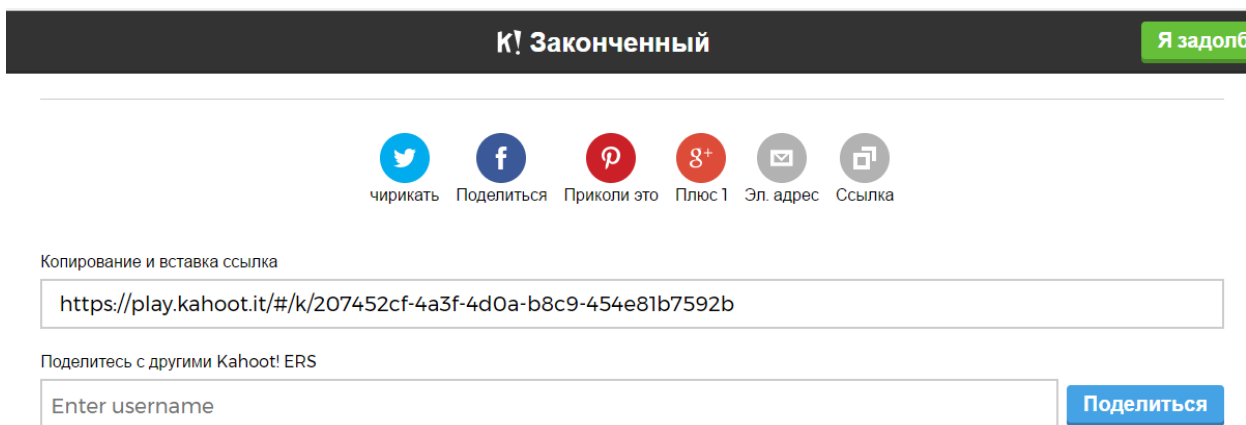 K! Законченный
Я задолб
чирикать Поделиться Приколи это Плюс 1 Эл. адрес Ссылка
Копирование и вставка ссылка
https://play.kahoot.it/#/k/207452cf-4a3f-4d0a-b8c9-454e81b7592b
Поделитесь с другими Kahoot! ERS
Enter username
Поделиться